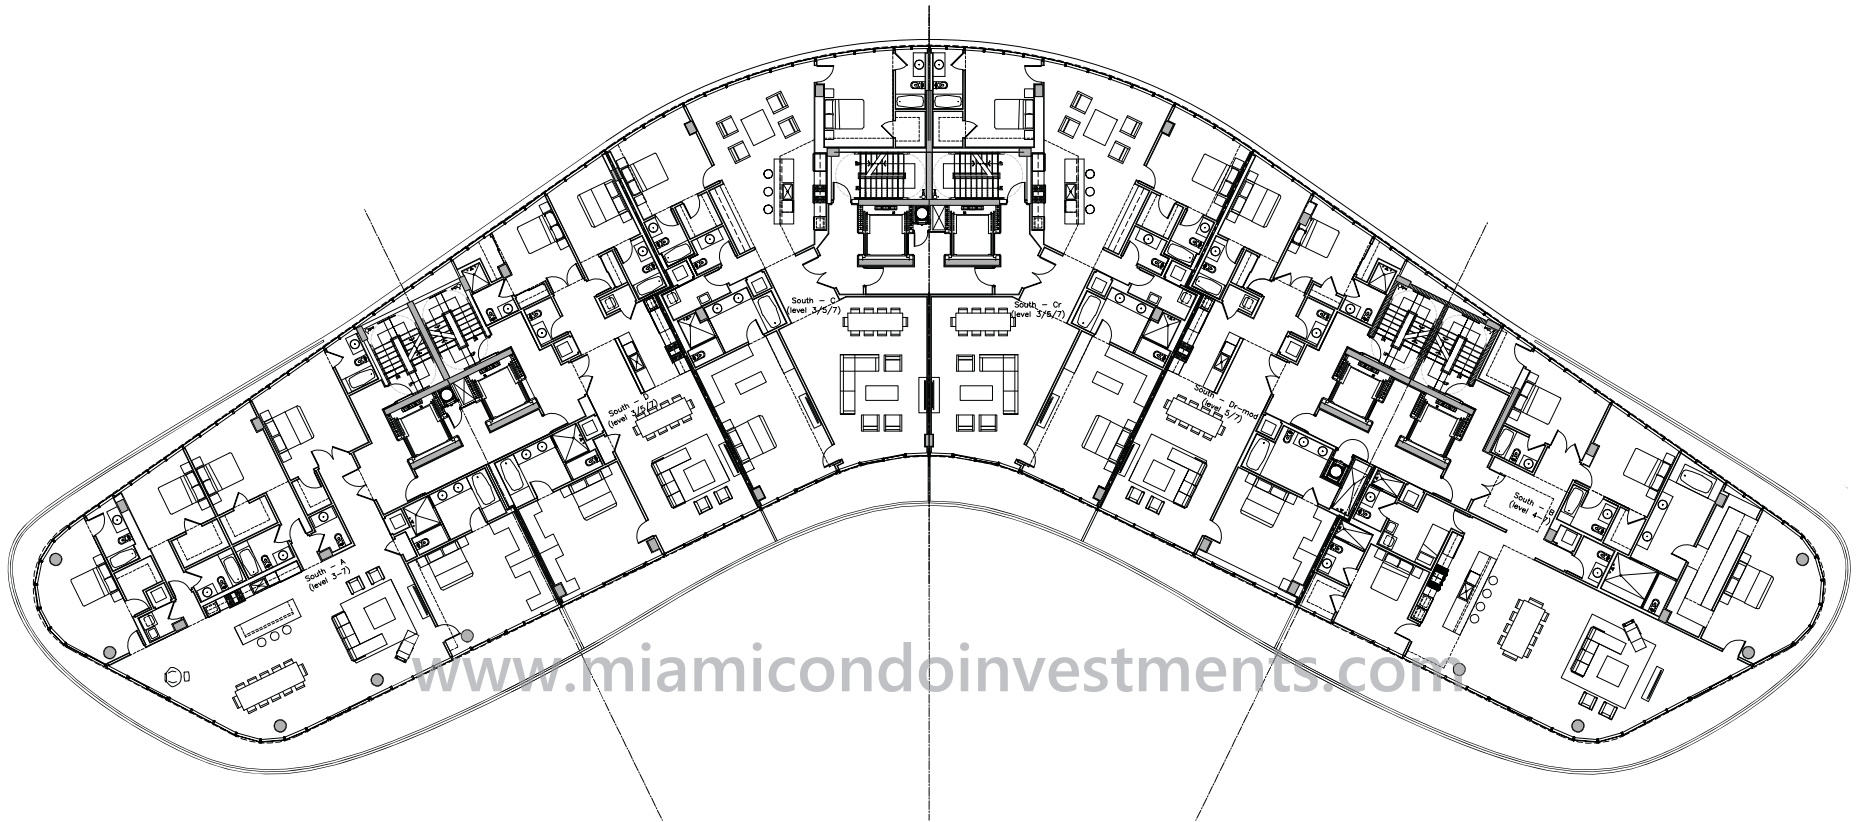 South - C
(level 3/5/7)
South - Cr
(level 3/5/7)
South - D
(level 3/5/7)
South - Dr-mod
(level 5/7)
South - B
(level 4-7)
South - A
(level 3-7)
www.miamicondoinvestments.com